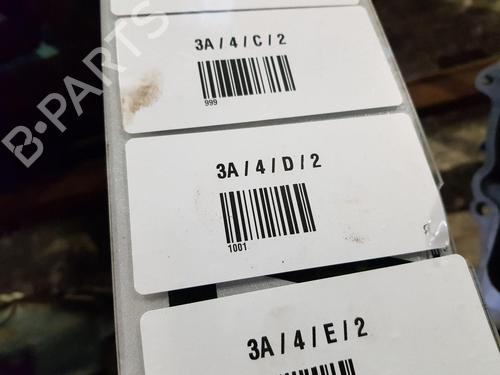 3A / 4 / C / 2
999
B-PARTS
3A / 4 / D / 2
1001
3A / 4 / E / 2